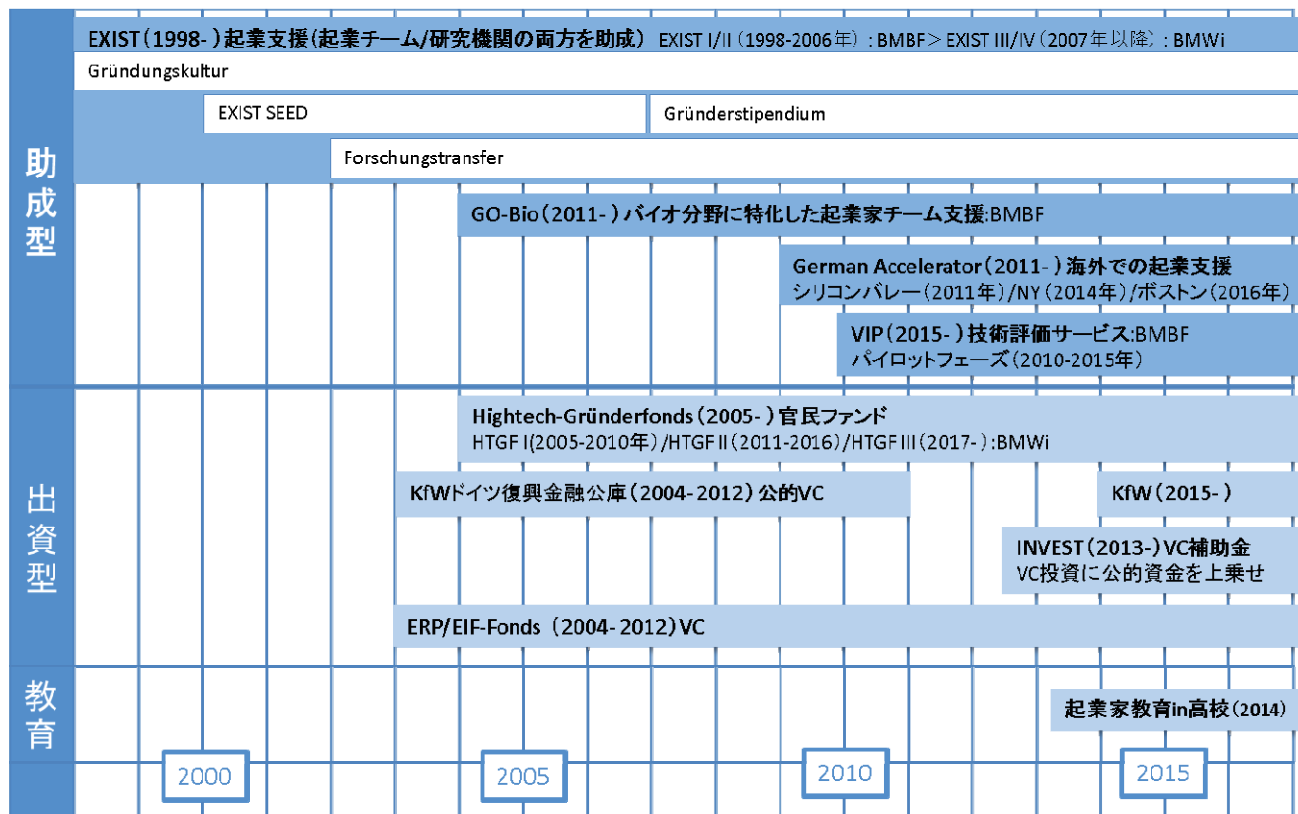 EXIST(1998-)起業支援(起業チーム/研究機関の両方を助成) EXIST I/II (1998-2006年) : BMBF> EXIST III/IV (2007年以降) : BMWi
Gründungskultur
EXIST SEED
Gründerstipendium
Forschungstransfer
助成型
GO-Bio(2011-)バイオ分野に特化した起業家チーム支援:BMBF
German Accelerator(2011-)海外での起業支援
シリコンバレー(2011年)/NY(2014年)/ボストン(2016年)
VIP(2015-)技術評価サービス:BMBF
パイロットフェーズ(2010-2015年)
出資型
Hightech-Gründerfonds(2005-)官民ファンド
HTGF I(2005-2010年)/HTGF II(2011-2016)/HTGF III(2017-):BMWi
KfWドイツ復興金融公庫(2004-2012)公的VC
KfW(2015-)
INVEST(2013-)VC補助金
VC投資に公的資金を上乗せ
ERP/EIF-Fonds (2004-2012)VC
教育
起業家教育in高校(2014)
2000
2005
2010
2015